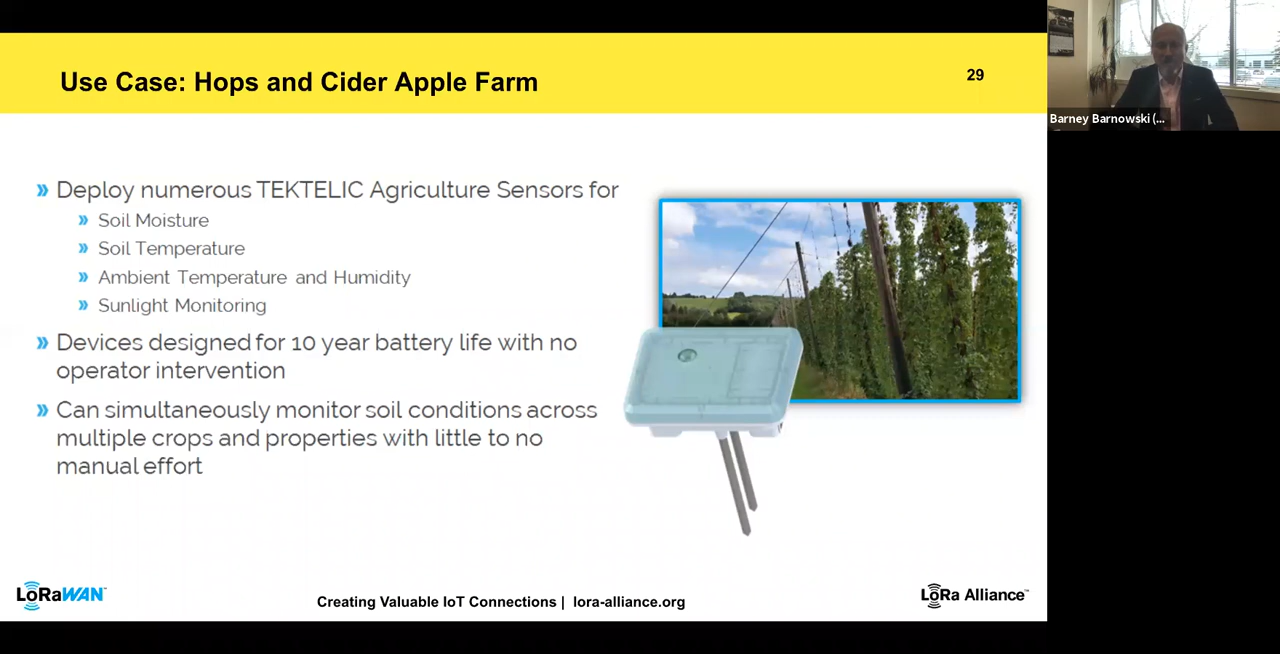 Use Case: Hops and Cider Apple Farm
29
Barney Barnowski (...
» Deploy numerous TEKTELIC Agriculture Sensors for
» Soil Moisture
» Soil Temperature
» Ambient Temperature and Humidity
» Sunlight Monitoring
» Devices designed for 10 year battery life with no
operator intervention
» Can simultaneously monitor soil conditions across
multiple crops and properties with little to no
manual effort
LoRaWAN™
Creating Valuable IoT Connections | lora-alliance.org
LoRa Alliance™